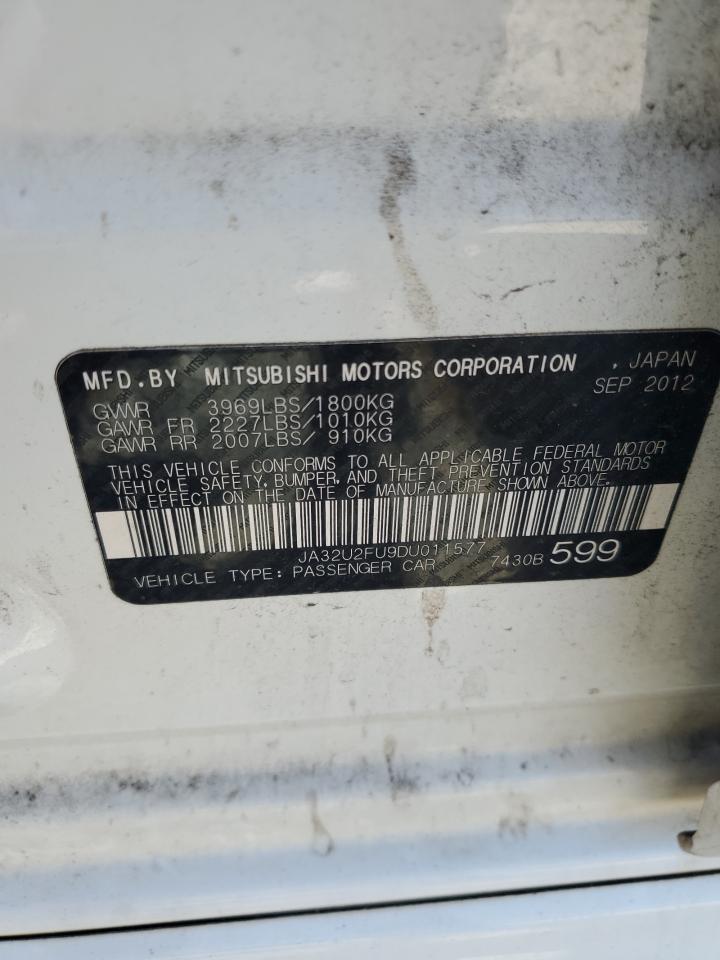 MFD.BY MITSUBISHI MOTORS CORPORATION , JAPAN
SEP 2012
GVWR 3969LBS/1800KG
GAWR FR 2227LBS/1010KG
GAWR RR 2007LBS/ 910KG
THIS VEHICLE CONFORMS TO ALL APPLICABLE FEDERAL MOTOR
VEHICLE SAFETY, BUMPER, AND THEFT PREVENTION STANDARDS
IN EFFECT ON THE DATE OF MANUFACTURE SHOWN ABOVE.
JA32U2FU9DU011577
VEHICLE TYPE: PASSENGER CAR 7430B 599